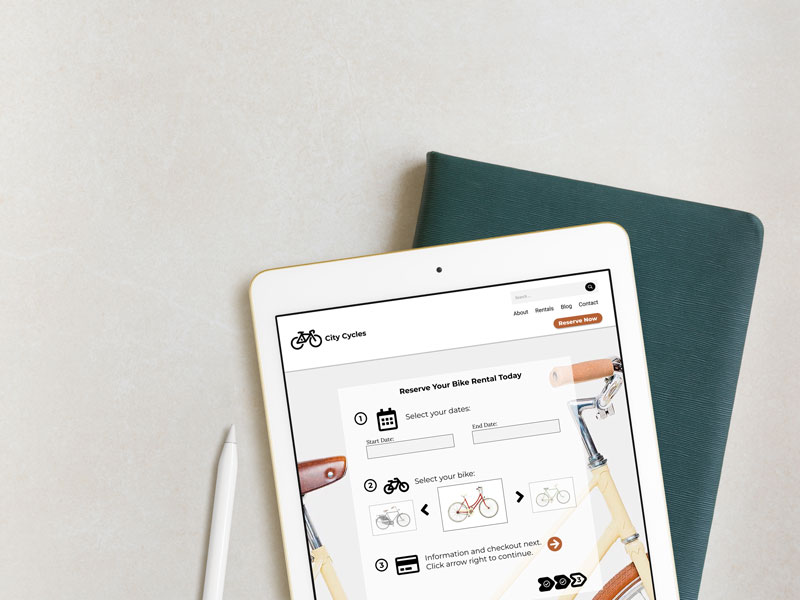 Search...
City Cycles
About Rentals Blog Contact
Reserve Now
Reserve Your Bike Rental Today
1 Select your dates:
Start Date: End Date:
2 Select your bike:
3 Information and checkout next.
Click arrow right to continue.
3